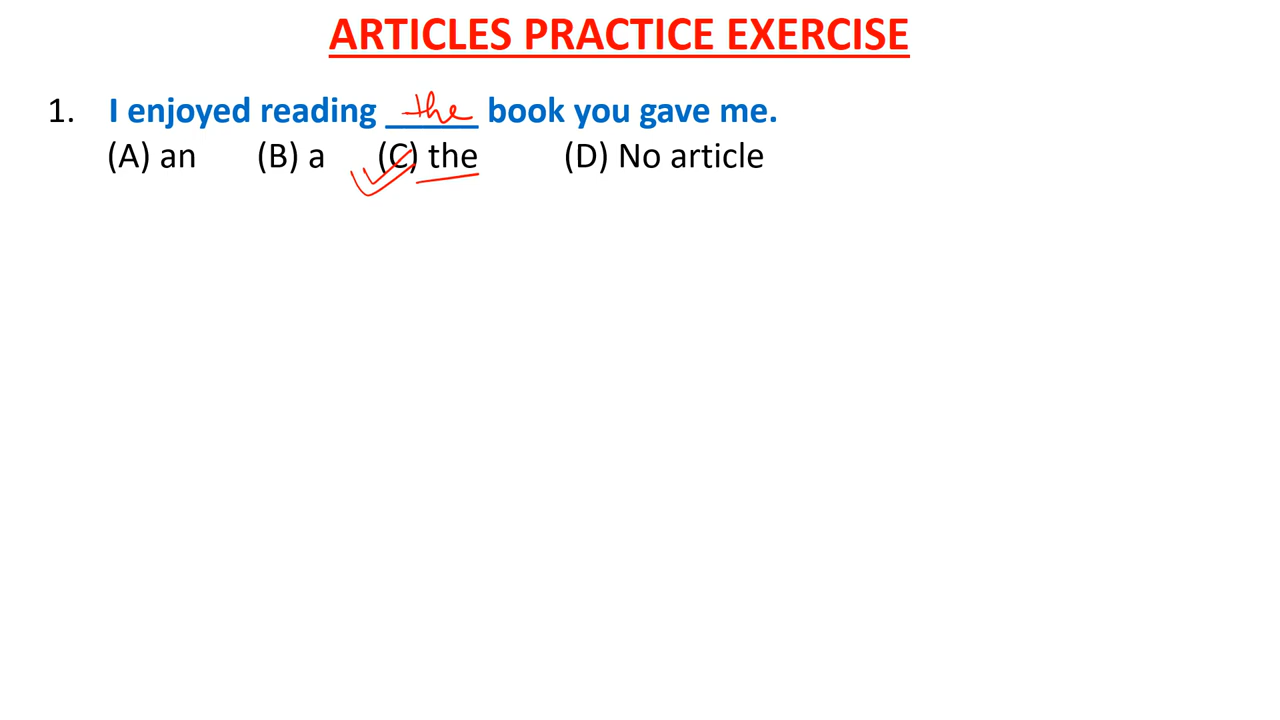 ARTICLES PRACTICE EXERCISE
1. I enjoyed reading the book you gave me.
(A) an (B) a (C) the (D) No article